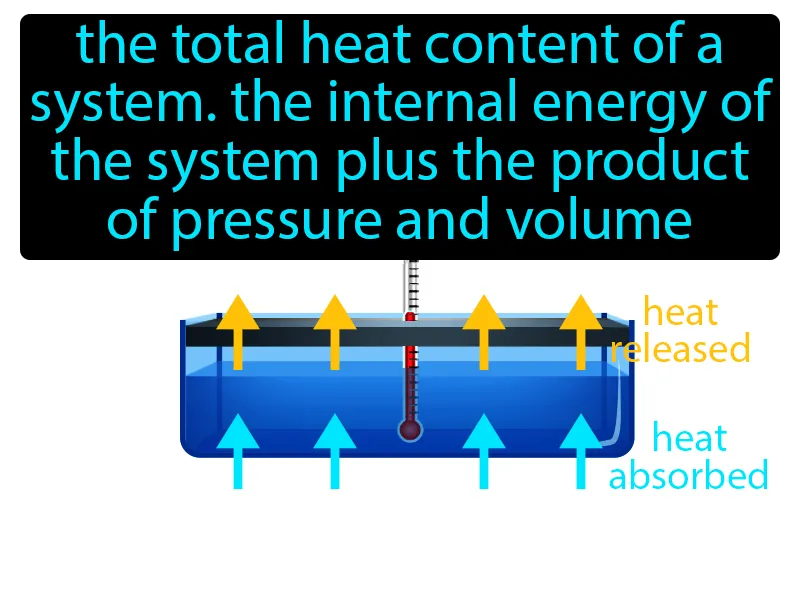 the total heat content of a
system. the internal energy of
the system plus the product
of pressure and volume
heat
released
heat
absorbed